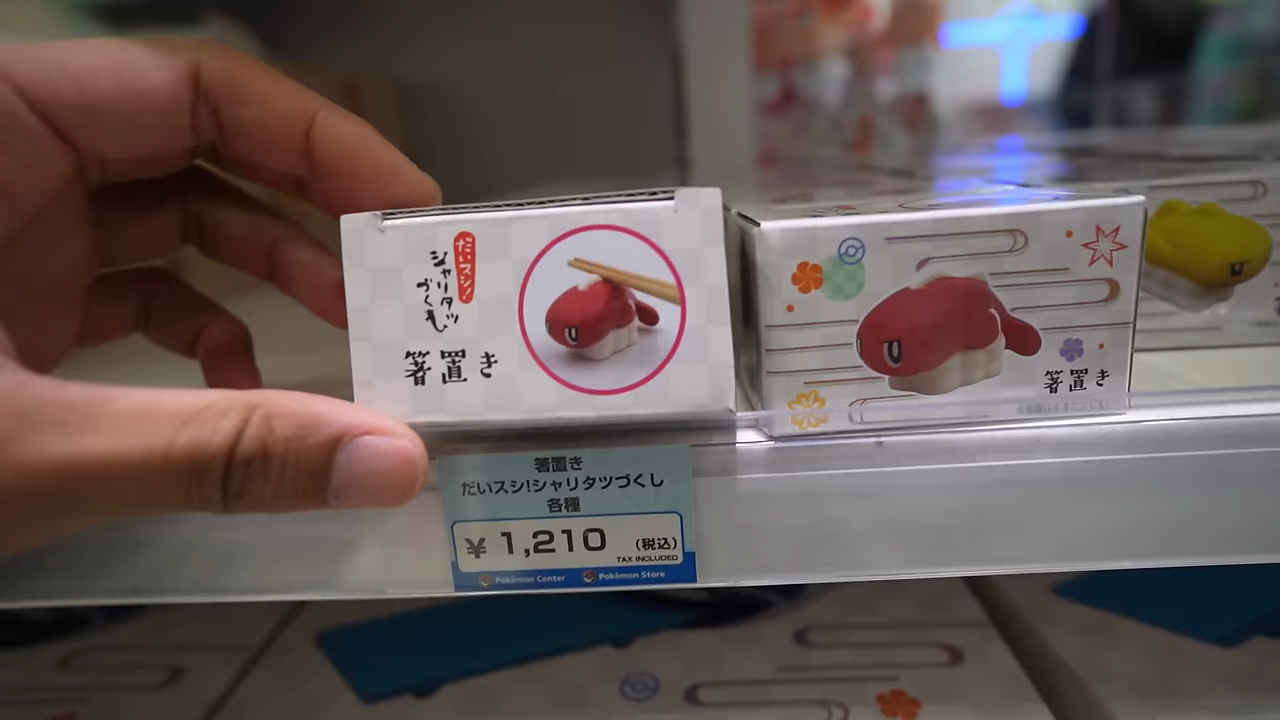 だいスシ!
シャリタツ
づくし
箸置き
箸置き
箸置き
だいスシ!シャリタツづくし
各種
¥1,210 (税込)
TAX INCLUDED
Pokémon Center Pokémon Store